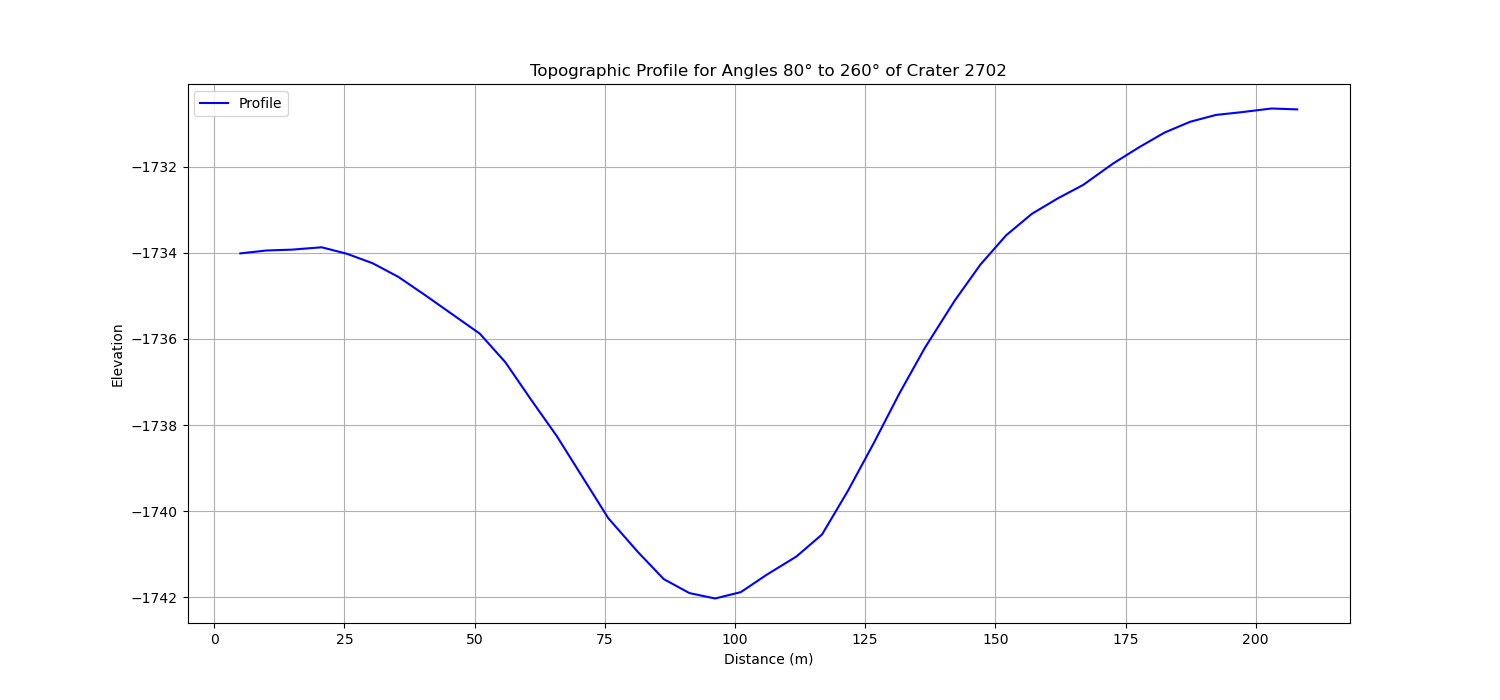 Topographic Profile for Angles 80° to 260° of Crater 2702
Profile
−1732
−1734
−1736
−1738
−1740
−1742
Elevation
0 25 50 75 100 125 150 175 200
Distance (m)